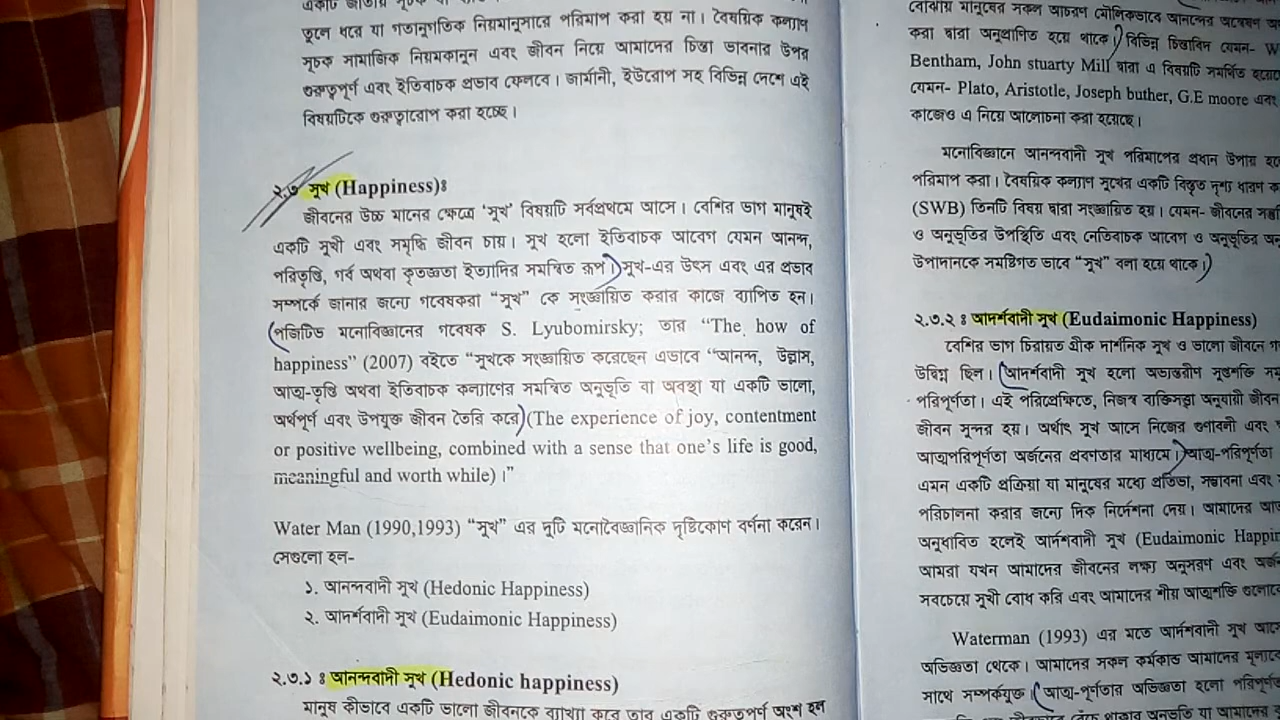 তুলে ধরে যা গতানুগতিক নিয়মানুসারে পরিমাপ করা হয় না। বৈষয়িক কল্যাণ
সূচক সামাজিক নিয়মকানুন এবং জীবন নিয়ে আমাদের চিন্তা ভাবনার উপর
গুরুত্বপূর্ণ এবং ইতিবাচক প্রভাব ফেলবে। জার্মানী, ইউরোপ সহ বিভিন্ন দেশে এই
বিষয়টিকে গুরুত্বারোপ করা হচ্ছে।
২.৩ সুখ (Happiness)ঃ
জীবনের উচ্চ মানের ক্ষেত্রে 'সুখ' বিষয়টি সর্বপ্রথমে আসে। বেশির ভাগ মানুষই
একটি সুখী এবং সমৃদ্ধি জীবন চায়। সুখ হলো ইতিবাচক আবেগ যেমন আনন্দ,
পরিতৃপ্তি, গর্ব অথবা কৃতজ্ঞতা ইত্যাদির সমন্বিত রূপ। সুখ-এর উৎস এবং এর প্রভাব
সম্পর্কে জানার জন্যে গবেষকরা “সুখ” কে সংজ্ঞায়িত করার কাজে ব্যাপিত হন।
পজিটিভ মনোবিজ্ঞানের গবেষক S. Lyubomirsky; তার “The how of
happiness” (2007) বইতে “সুখকে সংজ্ঞায়িত করেছেন এভাবে “আনন্দ, উল্লাস,
আত্ম-তৃপ্তি অথবা ইতিবাচক কল্যাণের সমন্বিত অনুভূতি বা অবস্থা যা একটি ভালো,
অর্থপূর্ণ এবং উপযুক্ত জীবন তৈরি করে (The experience of joy, contentment
or positive wellbeing, combined with a sense that one’s life is good,
meaningful and worth while) ।”
Water Man (1990,1993) “সুখ” এর দুটি মনোবৈজ্ঞানিক দৃষ্টিকোণ বর্ণনা করেন।
সেগুলো হল-
১. আনন্দবাদী সুখ (Hedonic Happiness)
২. আদর্শবাদী সুখ (Eudaimonic Happiness)
২.৩.১ ঃ আনন্দবাদী সুখ (Hedonic happiness)
মানুষ কীভাবে একটি ভালো জীবনকে ব্যাখ্যা করে তার একটি গুরুত্বপূর্ণ অংশ হল
বোঝায় মানুষের সকল আচরণ মৌলিকভাবে আনন্দের অন্বেষণ
করা দ্বারা অনুপ্রাণিত হয়ে থাকে। বিভিন্ন চিন্তাবিদ যেমন- W
Bentham, John stuarty Mill দ্বারা এ বিষয়টি সমর্থিত হয়েছে
যেমন- Plato, Aristotle, Joseph buther, G.E moore এবং
কাজেও এ নিয়ে আলোচনা করা হয়েছে।
মনোবিজ্ঞানে আনন্দবাদী সুখ পরিমাপের প্রধান উপায়
পরিমাপ করা। বৈষয়িক কল্যাণ সুখের একটি বিস্তৃত দৃশ্য ধারণ
(SWB) তিনটি বিষয় দ্বারা সংজ্ঞায়িত হয়। যেমন- জীবনের
ও অনুভূতির উপস্থিতি এবং নেতিবাচক আবেগ ও অনুভূতির
উপাদানকে সমষ্টিগত ভাবে “সুখ” বলা হয়ে থাকে।
২.৩.২ ঃ আদর্শবাদী সুখ (Eudaimonic Happiness)
বেশির ভাগ চিরায়ত গ্রীক দার্শনিক সুখ ও ভালো জীবনে
উদ্বিগ্ন ছিল। আদর্শবাদী সুখ হলো অভ্যন্তরীণ সুপ্তশক্তি
পরিপূর্ণতা। এই পরিপ্রেক্ষিতে, নিজস্ব ব্যক্তিসত্তা অনুযায়ী জীবন
জীবন সুন্দর হয়। অর্থাৎ সুখ আসে নিজের গুণাবলী এবং
আত্মপরিপূর্ণতা অর্জনের প্রবণতার মাধ্যমে। আত্ম-পরিপূর্ণতা
এমন একটি প্রক্রিয়া যা মানুষের মধ্যে প্রতিভা, সম্ভাবনা এবং
পরিচালনা করার জন্যে দিক নির্দেশনা দেয়। আমাদের
অনুধাবিত হলেই আর্দশবাদী সুখ (Eudaimonic Happin
আমরা যখন আমাদের জীবনের লক্ষ্য অনুসরণ এবং
সবচেয়ে সুখী বোধ করি এবং আমাদের শীয় আত্মশক্তি
Waterman (1993) এর মতে আর্দশবাদী সুখ
অভিজ্ঞতা থেকে। আমাদের সকল কর্মকান্ড আমাদের
সাথে সম্পর্কযুক্ত। আত্ম-পূর্ণতার অভিজ্ঞতা হলো